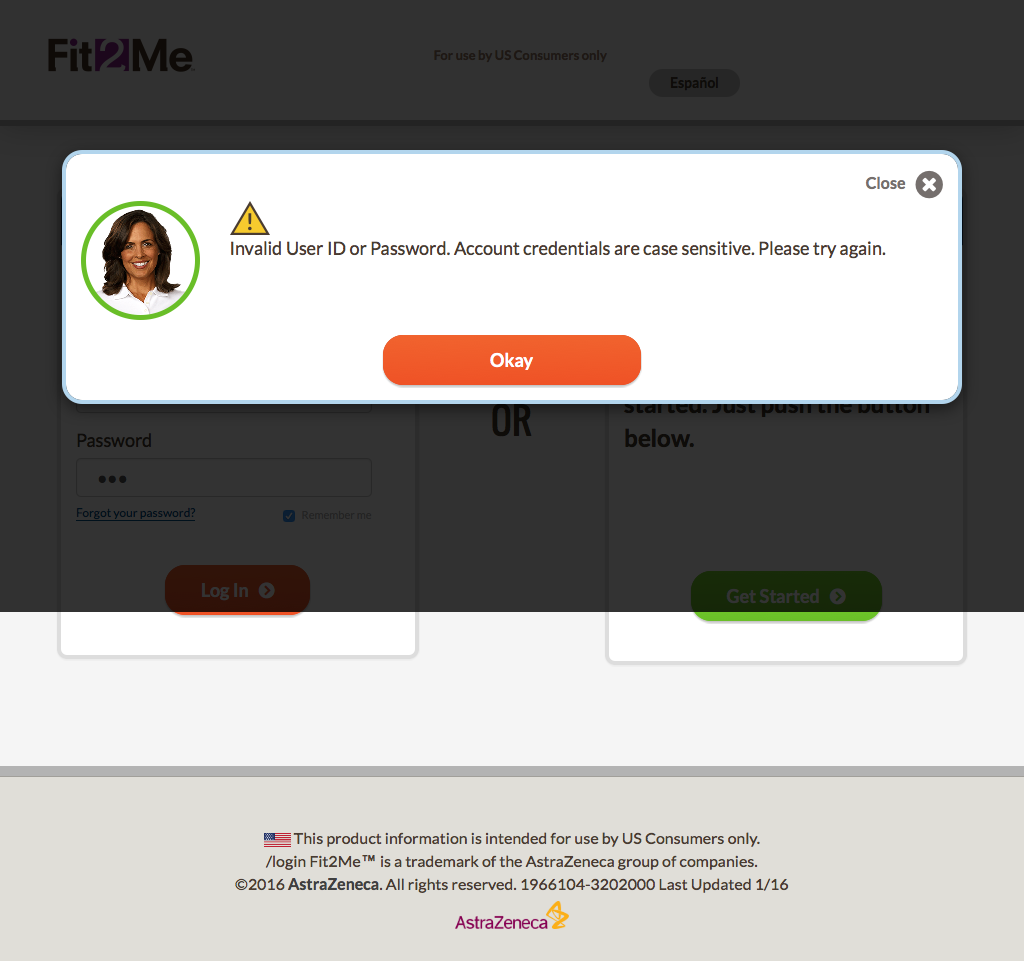 Fit2Me™
For use by US Consumers only
Español
Close
Invalid User ID or Password. Account credentials are case sensitive. Please try again.
Okay
OR
started. Just push the button
below.
Password
Forgot your password?
Remember me
Log In
Get Started
This product information is intended for use by US Consumers only.
/login Fit2Me™ is a trademark of the AstraZeneca group of companies.
©2016 AstraZeneca. All rights reserved. 1966104-3202000 Last Updated 1/16
AstraZeneca